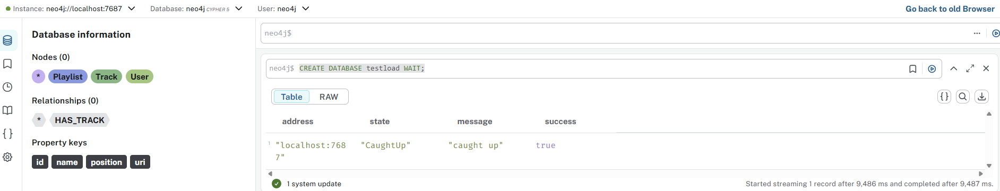 Instance: neo4j://localhost:7687 Database: neo4j CYPHER 5 User: neo4j Go back to old Browser
Database information
Nodes (0)
* Playlist Track User
Relationships (0)
* HAS_TRACK
Property keys
id name position uri
neo4j$
neo4j$ CREATE DATABASE testload WAIT;
Table RAW
address state message success
1 "localhost:768 "CaughtUp" "caught up" true
7"
1 system update Started streaming 1 record after 9,486 ms and completed after 9,487 ms.